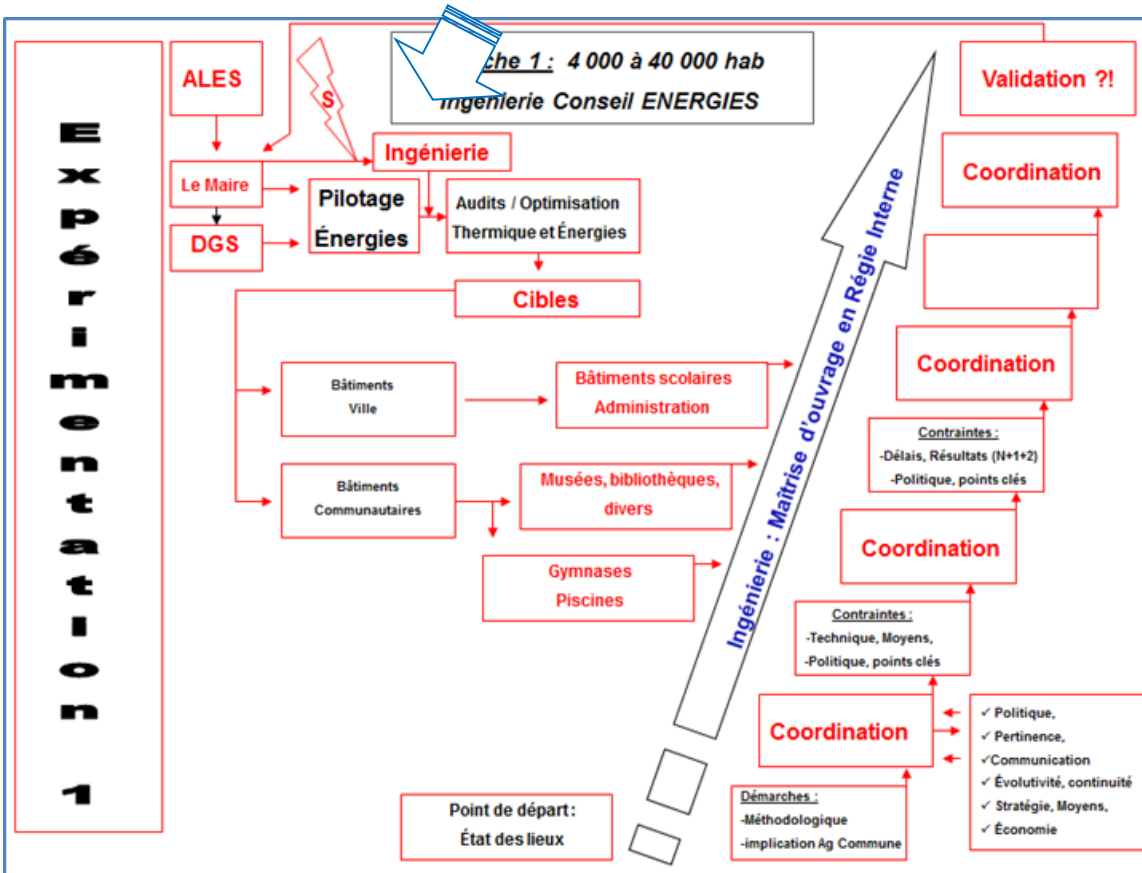 Expérimentation 1
ALES
Le Maire
DGS
S
che 1 : 4 000 à 40 000 hab
Ingénierie Conseil ENERGIES
Ingénierie
Pilotage
Énergies
Audits / Optimisation
Thermique et Énergies
Cibles
Bâtiments
Ville
Bâtiments scolaires
Administration
Bâtiments
Communautaires
Musées, bibliothèques,
divers
Gymnases
Piscines
Point de départ :
État des lieux
Ingénierie : Maîtrise d'ouvrage en Régie Interne
Validation ?!
Coordination
Coordination
Contraintes :
-Délais, Résultats (N+1+2)
-Politique, points clés
Coordination
Contraintes :
-Technique, Moyens,
-Politique, points clés
Coordination
Démarches :
-Méthodologique
-implication Ag Commune
✓ Politique,
✓ Pertinence,
✓Communication
✓ Évolutivité, continuité
✓ Stratégie, Moyens,
✓ Économie